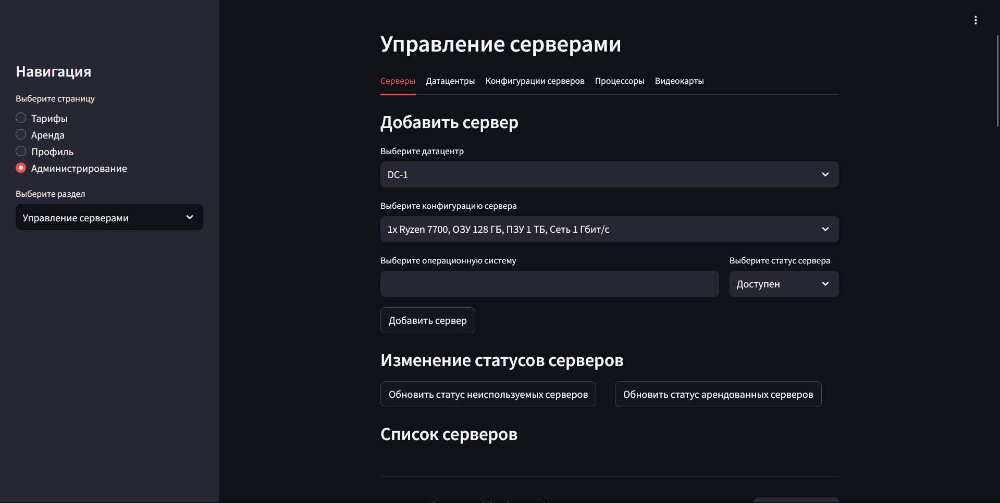 Навигация
Выберите страницу
Тарифы
Аренда
Профиль
Администрирование
Выберите раздел
Управление серверами
Управление серверами
Серверы Датацентры Конфигурации серверов Процессоры Видеокарты
Добавить сервер
Выберите датацентр
DC-1
Выберите конфигурацию сервера
1x Ryzen 7700, ОЗУ 128 ГБ, ПЗУ 1 ТБ, Сеть 1 Гбит/с
Выберите операционную систему Выберите статус сервера
Доступен
Добавить сервер
Изменение статусов серверов
Обновить статус неиспользуемых серверов Обновить статус арендованных серверов
Список серверов